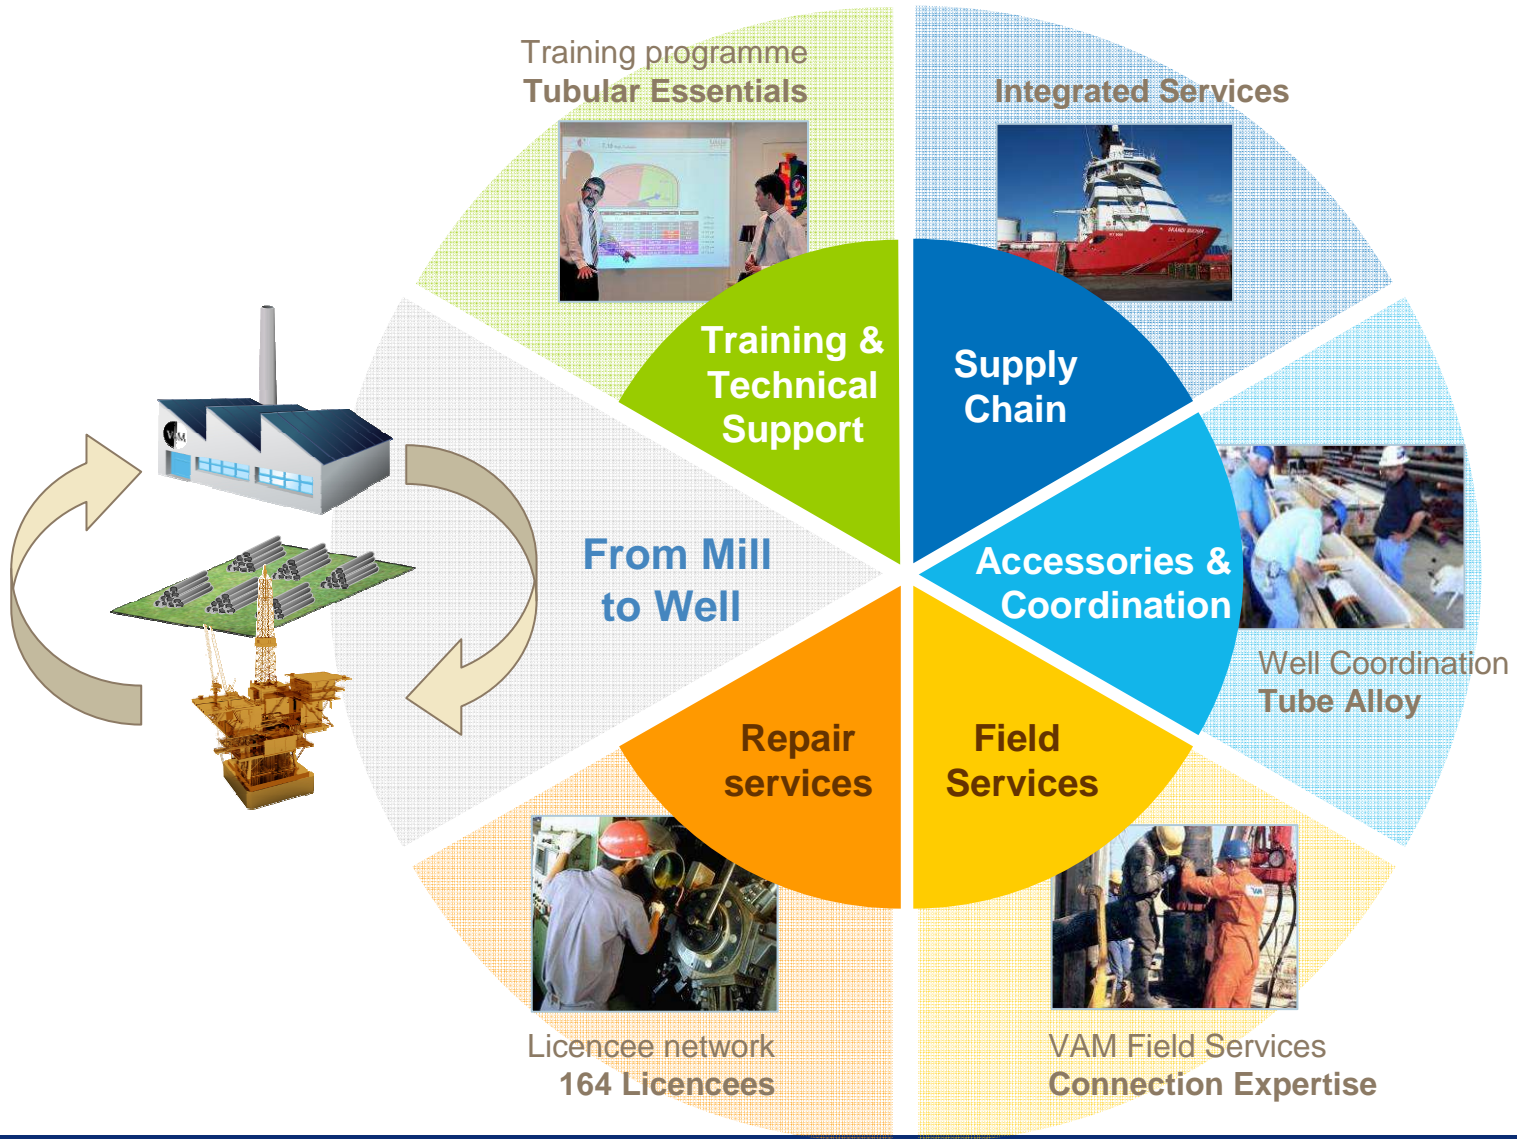 Training programme
Tubular Essentials
Integrated Services
Training &
Technical
Support
Supply
Chain
From Mill
to Well
Accessories &
Coordination
Well Coordination
Tube Alloy
Repair
services
Field
Services
Licencee network
164 Licencees
VAM Field Services
Connection Expertise